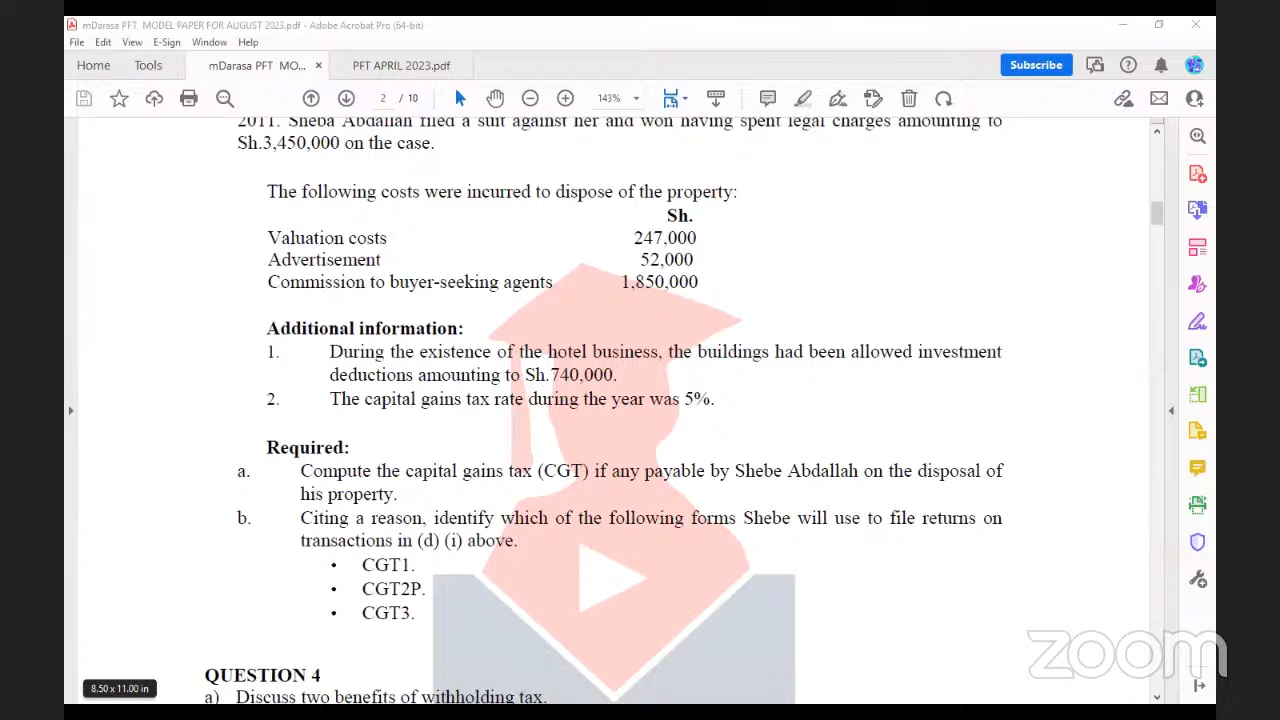 mDarasa PFT MODEL PAPER FOR AUGUST 2023.pdf - Adobe Acrobat Pro (64-bit)
File Edit View E-Sign Window Help
Home Tools mDarasa PFT MO... × PFT APRIL 2023.pdf Subscribe
2 / 10 143%
2011. Sheba Abdallah filed a suit against her and won having spent legal charges amounting to
Sh.3,450,000 on the case.
The following costs were incurred to dispose of the property:
Sh.
Valuation costs 247,000
Advertisement 52,000
Commission to buyer-seeking agents 1,850,000
Additional information:
1. During the existence of the hotel business, the buildings had been allowed investment
deductions amounting to Sh.740,000.
2. The capital gains tax rate during the year was 5%.
Required:
a. Compute the capital gains tax (CGT) if any payable by Shebe Abdallah on the disposal of
his property.
b. Citing a reason, identify which of the following forms Shebe will use to file returns on
transactions in (d) (i) above.
• CGT1.
• CGT2P.
• CGT3.
zoom
QUESTION 4
8.50 x 11.00 in
a) Discuss two benefits of withholding tax.